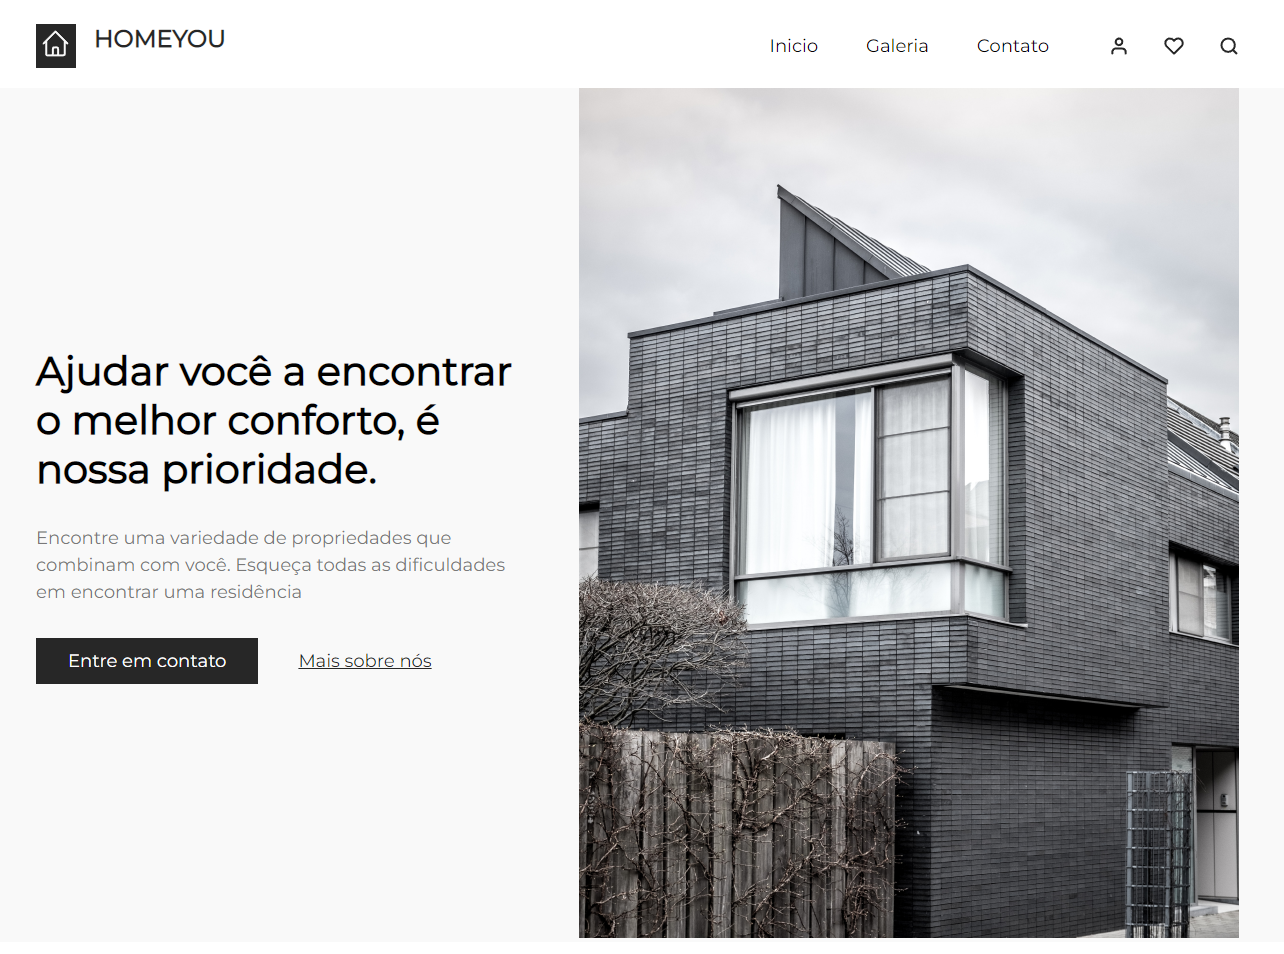 HOMEYOU
Inicio
Galeria
Contato
Ajudar você a encontrar
o melhor conforto, é
nossa prioridade.
Encontre uma variedade de propriedades que
combinam com você. Esqueça todas as dificuldades
em encontrar uma residência
Entre em contato
Mais sobre nós